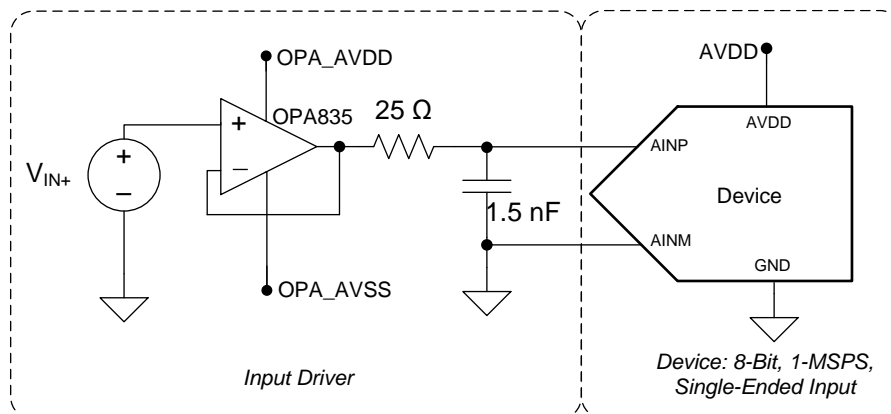 OPA_AVDD
AVDD
OPA835
25 Ω
+
−
AVDD
AINP
VIN+
+
−
Device
1.5 nF
AINM
GND
OPA_AVSS
Input Driver
Device: 8-Bit, 1-MSPS,
Single-Ended Input